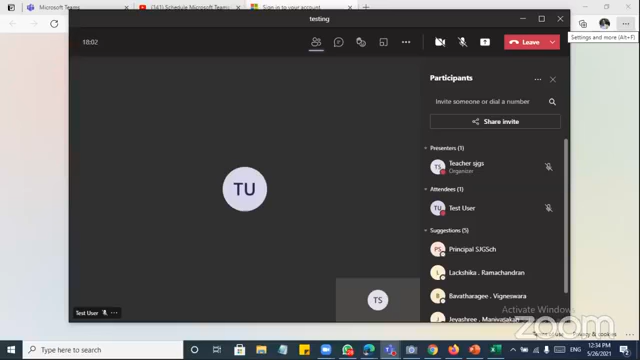 Microsoft Teams
(341) Schedule Microsoft Teams
Sign in to your account
testing
18:02
Leave
Settings and more (Alt+F)
Participants
Invite someone or dial a number
Share invite
Presenters (1)
TS
Teacher sjgs
Organizer
Attendees (1)
TU
Test User
TU
Suggestions (5)
PS
Principal SJGSch
L
Lackshika . Ramachandran
B
Bavatharagee . Vigneswara
Jeyashree . Manivasakan
TS
Test User
Activate Windows
zoom
Type here to search
ENG
12:34 PM
5/26/2021